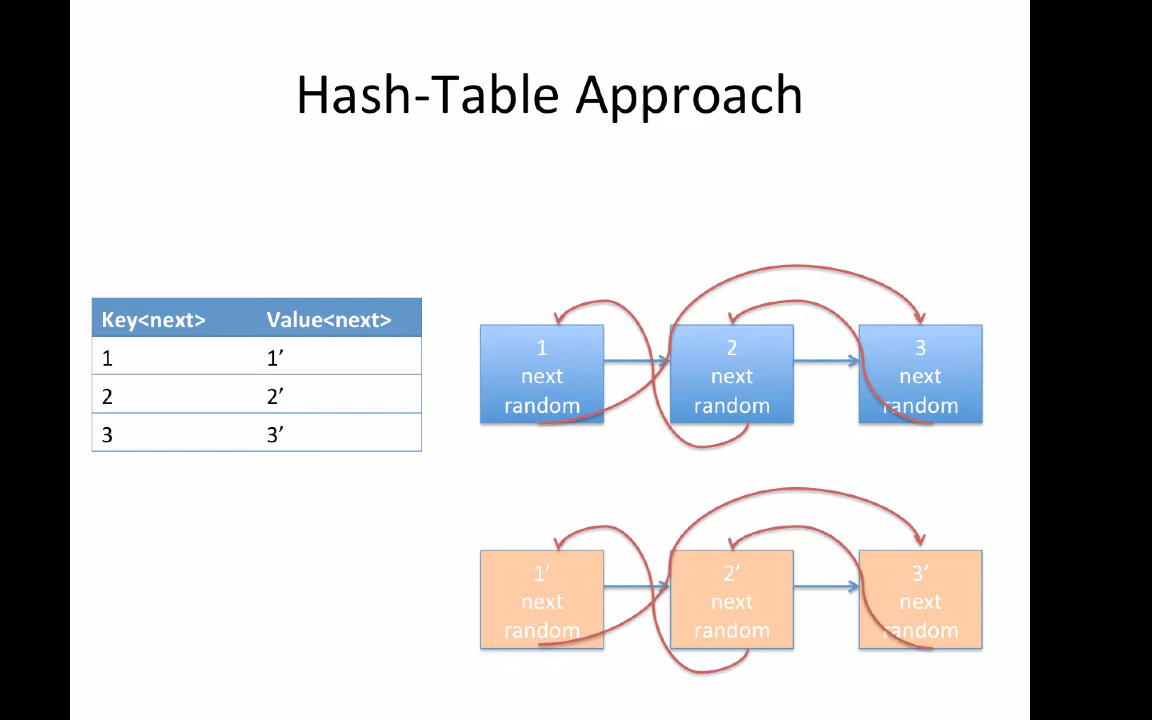 Hash-Table Approach
Key<next> Value<next>
1 1’
2 2’
3 3’
1
next
random
2
next
random
3
next
random
1’
next
random
2’
next
random
3’
next
random